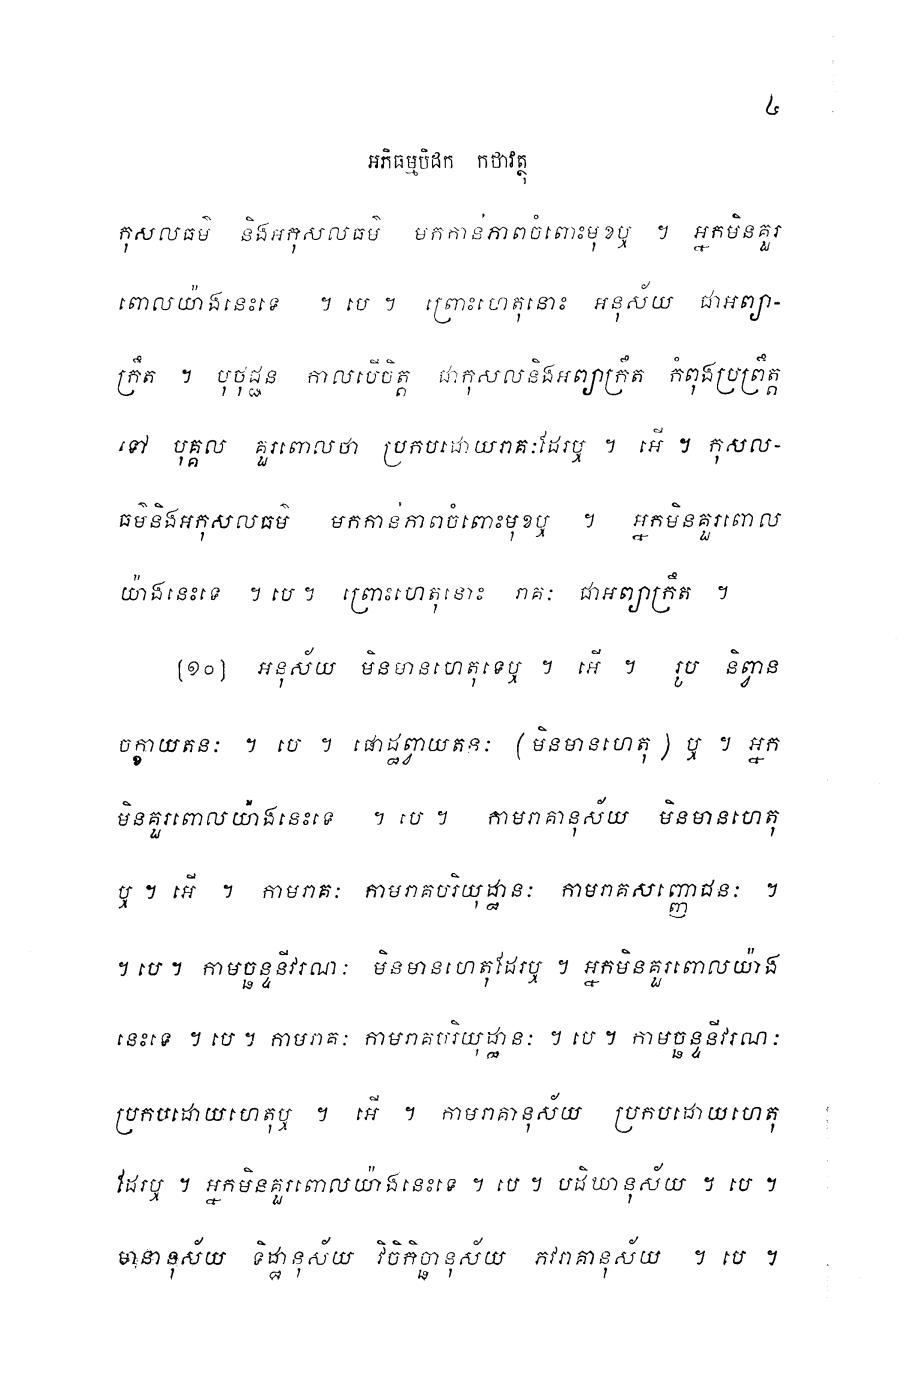 ៤
អភិធម្មបិដក កថាវត្ថុ
កុសលធម៌ និងអកុសលធម៌ មកកាន់ភាពចំពោះមុខឬ ។ អ្នកមិនគួរ
ពោលយ៉ាងនេះទេ ។ បេ ។ ព្រោះហេតុនោះ អនុស័យ ជាអព្យា-
ក្រឹត ។ បុថុជ្ជន កាលបើចិត្ត ជាកុសលនិងអព្យាក្រឹត កំពុងប្រព្រឹត្ត
ទៅ បុគ្គល គួរពោលថា ប្រកបដោយរាគៈដែរឬ ។ អើ ។ កុសល-
ធម៌និងអកុសលធម៌ មកកាន់ភាពចំពោះមុខឬ ។ អ្នកមិនគួរពោល
យ៉ាងនេះទេ ។ បេ ។ ព្រោះហេតុនោះ រាគៈ ជាអព្យាក្រឹត ។
(១០) អនុស័យ មិនមានហេតុទេឬ ។ អើ ។ រូប និព្វាន
ចក្ខាយតនៈ ។ បេ ។ ផោដ្ឋព្វាយតនៈ (មិនមានហេតុ) ឬ ។ អ្នក
មិនគួរពោលយ៉ាងនេះទេ ។ បេ ។ កាមរាគានុស័យ មិនមានហេតុ
ឬ ។ អើ ។ កាមរាគៈ កាមរាគបរិយុដ្ឋានៈ កាមរាគសញ្ញោជនៈ ។
។ បេ ។ កាមច្ឆន្ទនីវរណៈ មិនមានហេតុដែរឬ ។ អ្នកមិនគួរពោលយ៉ាង
នេះទេ ។ បេ ។ កាមរាគៈ កាមរាគបរិយុដ្ឋានៈ ។ បេ ។ កាមច្ឆន្ទនីវរណៈ
ប្រកបដោយហេតុឬ ។ អើ ។ កាមរាគានុស័យ ប្រកបដោយហេតុ
ដែរឬ ។ អ្នកមិនគួរពោលយ៉ាងនេះទេ ។ បេ ។ បដិឃានុស័យ ។ បេ ។
មានានុស័យ ទិដ្ឋានុស័យ វិចិកិច្ឆានុស័យ ភវរាគានុស័យ ។ បេ ។